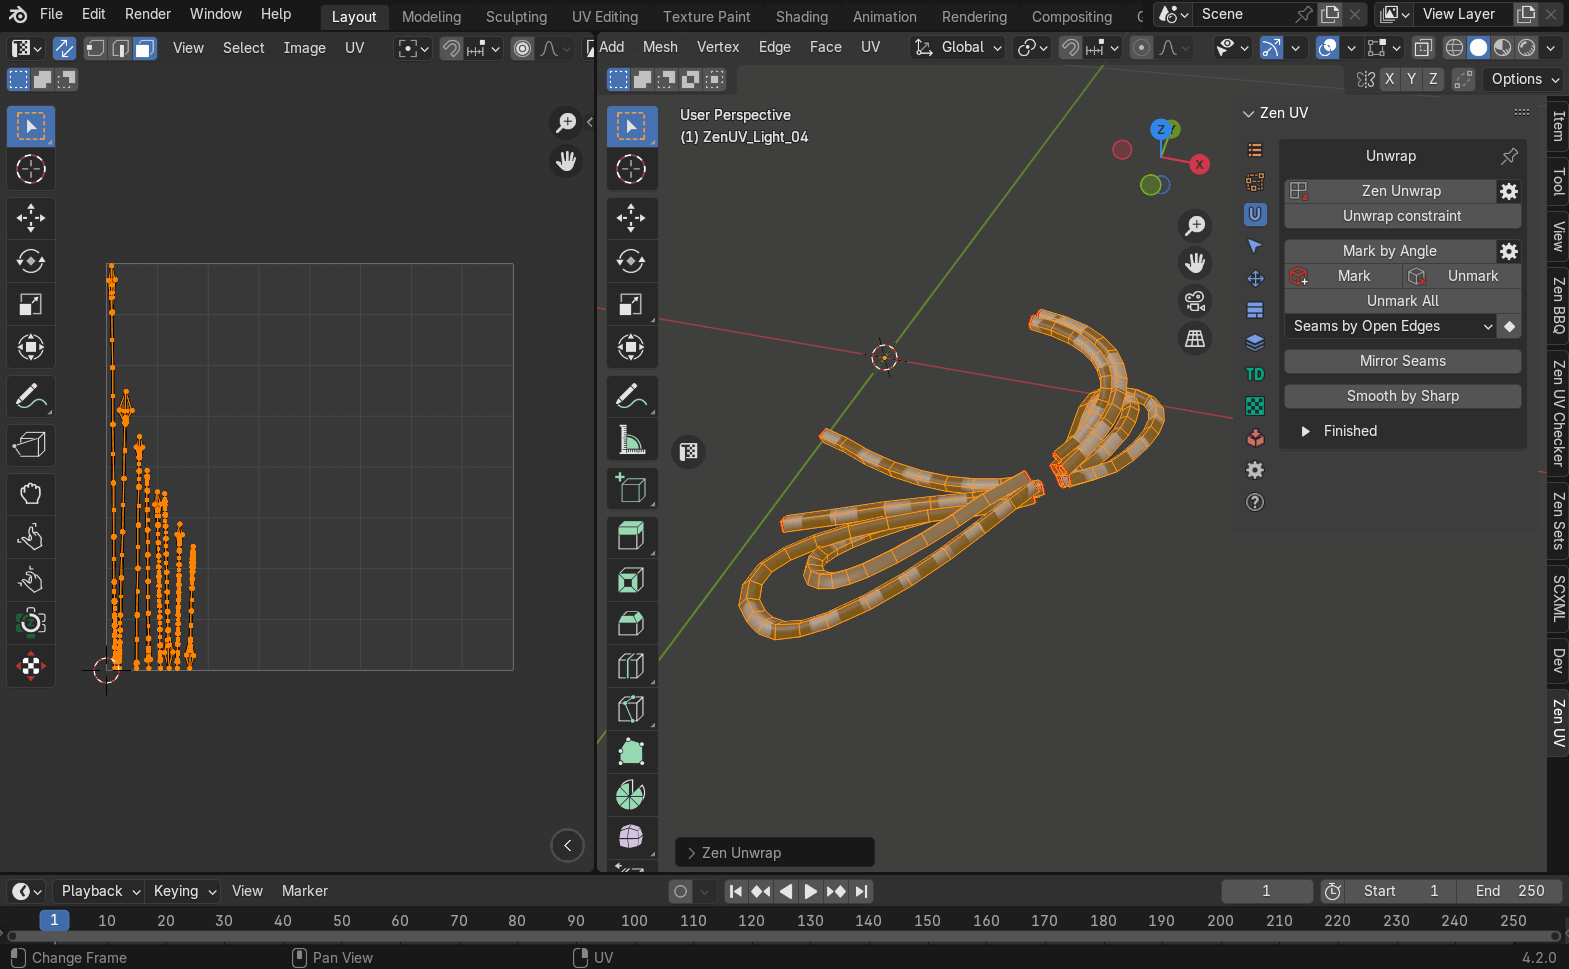 File Edit Render Window Help Layout Modeling Sculpting UV Editing Texture Paint Shading Animation Rendering Compositing Scene View Layer
View Select Image UV Add Mesh Vertex Edge Face UV Global
X Y Z Options
User Perspective
(1) ZenUV_Light_04
Z
X
Zen UV
Unwrap
Zen Unwrap
Unwrap constraint
Mark by Angle
Mark Unmark
Unmark All
Seams by Open Edges
Mirror Seams
Smooth by Sharp
Finished
TD
Item
Tool
View
Zen BBQ
Zen UV Checker
Zen Sets
SCXML
Dev
Zen UV
Zen Unwrap
Playback Keying View Marker 1 Start 1 End 250
1 10 20 30 40 50 60 70 80 90 100 110 120 130 140 150 160 170 180 190 200 210 220 230 240 250
Change Frame Pan View UV 4.2.0